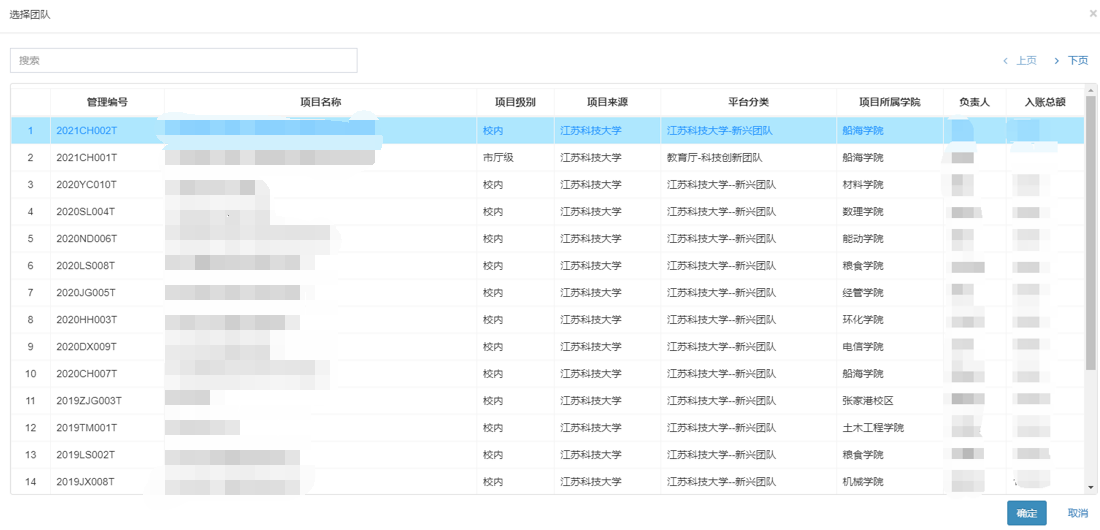 选择团队 ×
搜索 < 上页 > 下页
管理编号 项目名称 项目级别 项目来源 平台分类 项目所属学院 负责人 入账总额
1 2021CH002T 校内 江苏科技大学 江苏科技大学-新兴团队 船海学院
2 2021CH001T 市厅级 江苏科技大学 教育厅-科技创新团队 船海学院
3 2020YC010T 校内 江苏科技大学 江苏科技大学--新兴团队 材料学院
4 2020SL004T 校内 江苏科技大学 江苏科技大学--新兴团队 数理学院
5 2020ND006T 校内 江苏科技大学 江苏科技大学--新兴团队 能动学院
6 2020LS008T 校内 江苏科技大学 江苏科技大学--新兴团队 粮食学院
7 2020JG005T 校内 江苏科技大学 江苏科技大学--新兴团队 经管学院
8 2020HH003T 校内 江苏科技大学 江苏科技大学--新兴团队 环化学院
9 2020DX009T 校内 江苏科技大学 江苏科技大学--新兴团队 电信学院
10 2020CH007T 校内 江苏科技大学 江苏科技大学--新兴团队 船海学院
11 2019ZJG003T 校内 江苏科技大学 江苏科技大学--新兴团队 张家港校区
12 2019TM001T 校内 江苏科技大学 江苏科技大学--新兴团队 土木工程学院
13 2019LS002T 校内 江苏科技大学 江苏科技大学--新兴团队 粮食学院
14 2019JX008T 校内 江苏科技大学 江苏科技大学--新兴团队 机械学院
确定 取消